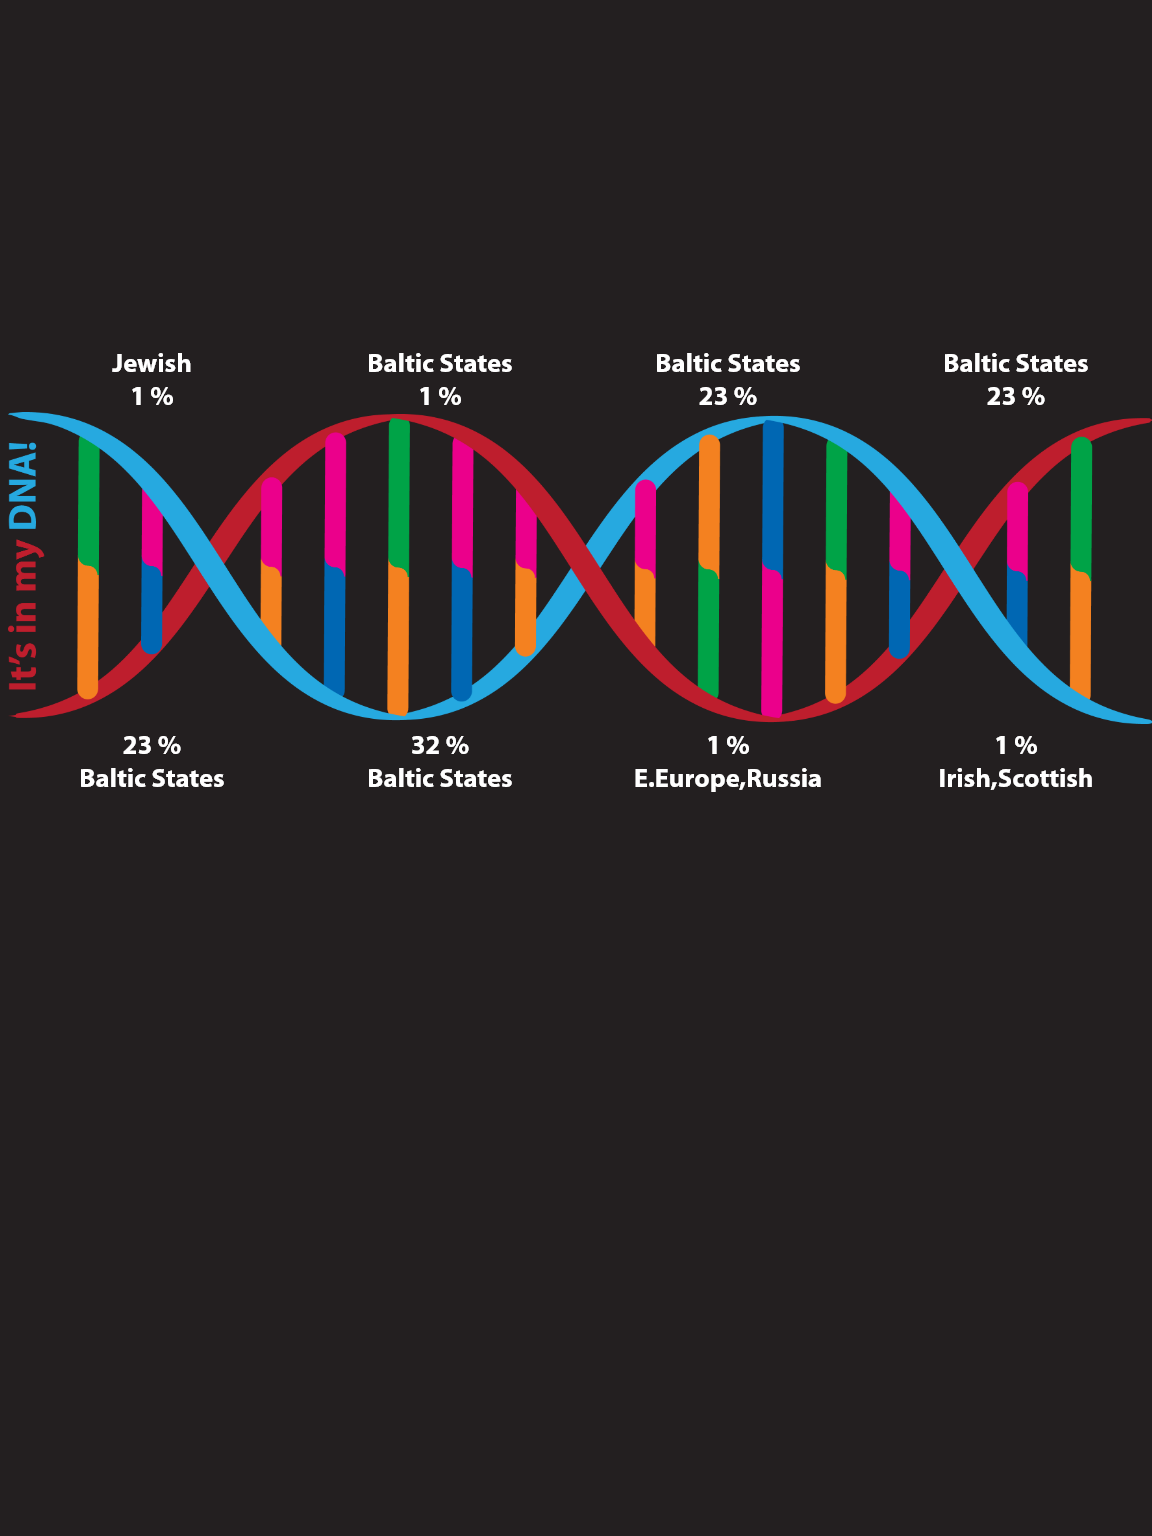 It's in my DNA!
Jewish
1 %
Baltic States
1 %
Baltic States
23 %
Baltic States
23 %
23 %
Baltic States
32 %
Baltic States
1 %
E.Europe,Russia
1 %
Irish,Scottish